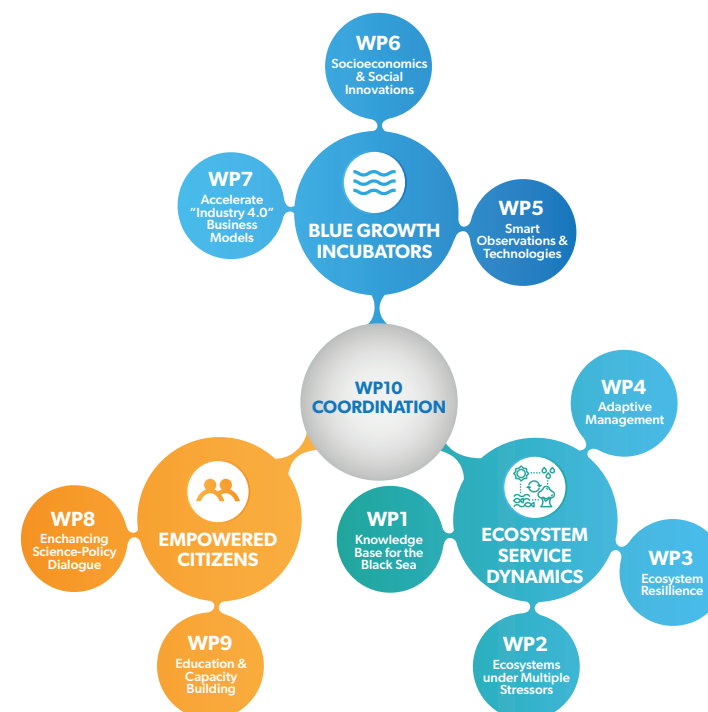 WP6
Socioeconomics
& Social
Innovations
WP7
Accelerate
“Industry 4.0”
Business
Models
BLUE GROWTH
INCUBATORS
WP5
Smart
Observations &
Technologies
WP10
COORDINATION
WP4
Adaptive
Management
WP8
Enchancing
Science-Policy
Dialogue
EMPOWERED
CITIZENS
WP1
Knowledge
Base for the
Black Sea
ECOSYSTEM
SERVICE
DYNAMICS
WP3
Ecosystem
Resillience
WP9
Education &
Capacity
Building
WP2
Ecosystems
under Multiple
Stressors